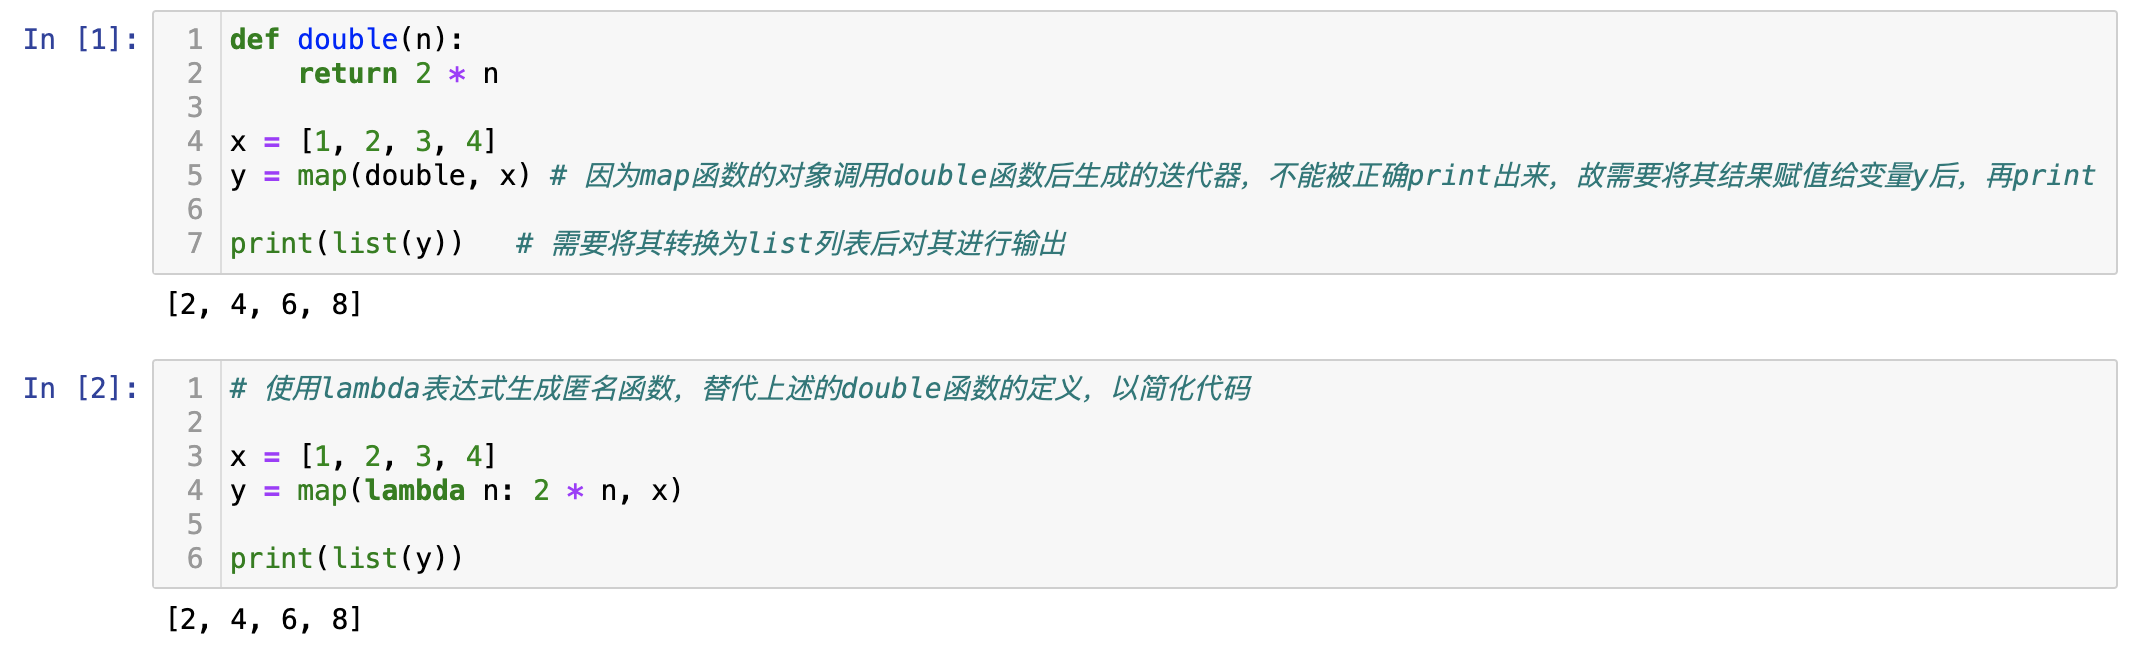 In [1]:
1 def double(n):
2     return 2 * n
3
4 x = [1, 2, 3, 4]
5 y = map(double, x) # 因为map函数的对象调用double函数后生成的迭代器，不能被正确print出来，故需要将其结果赋值给变量y后，再print
6
7 print(list(y))   # 需要将其转换为list列表后对其进行输出
[2, 4, 6, 8]
In [2]:
1 # 使用lambda表达式生成匿名函数，替代上述的double函数的定义，以简化代码
2
3 x = [1, 2, 3, 4]
4 y = map(lambda n: 2 * n, x)
5
6 print(list(y))
[2, 4, 6, 8]